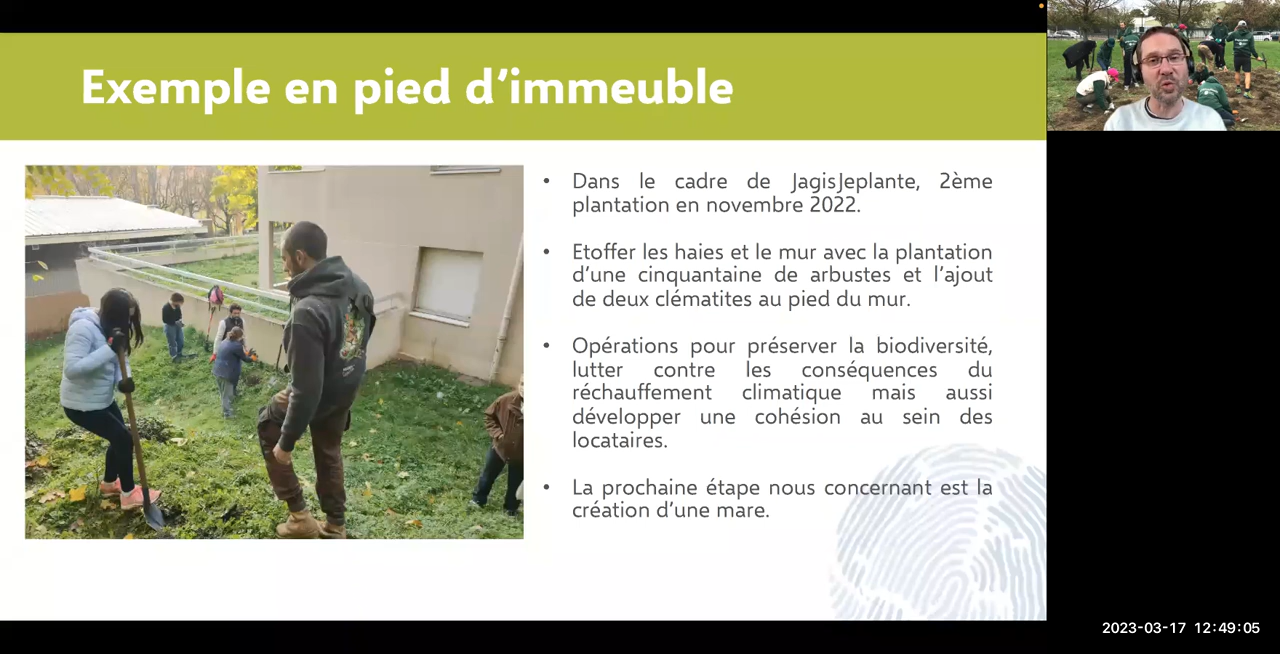 Exemple en pied d’immeuble
• Dans le cadre de JagisJeplante, 2ème
plantation en novembre 2022.
• Etoffer les haies et le mur avec la plantation
d’une cinquantaine de arbustes et l’ajout
de deux clématites au pied du mur.
• Opérations pour préserver la biodiversité,
lutter contre les conséquences du
réchauffement climatique mais aussi
développer une cohésion au sein des
locataires.
• La prochaine étape nous concernant est la
création d’une mare.
2023-03-17 12:49:05